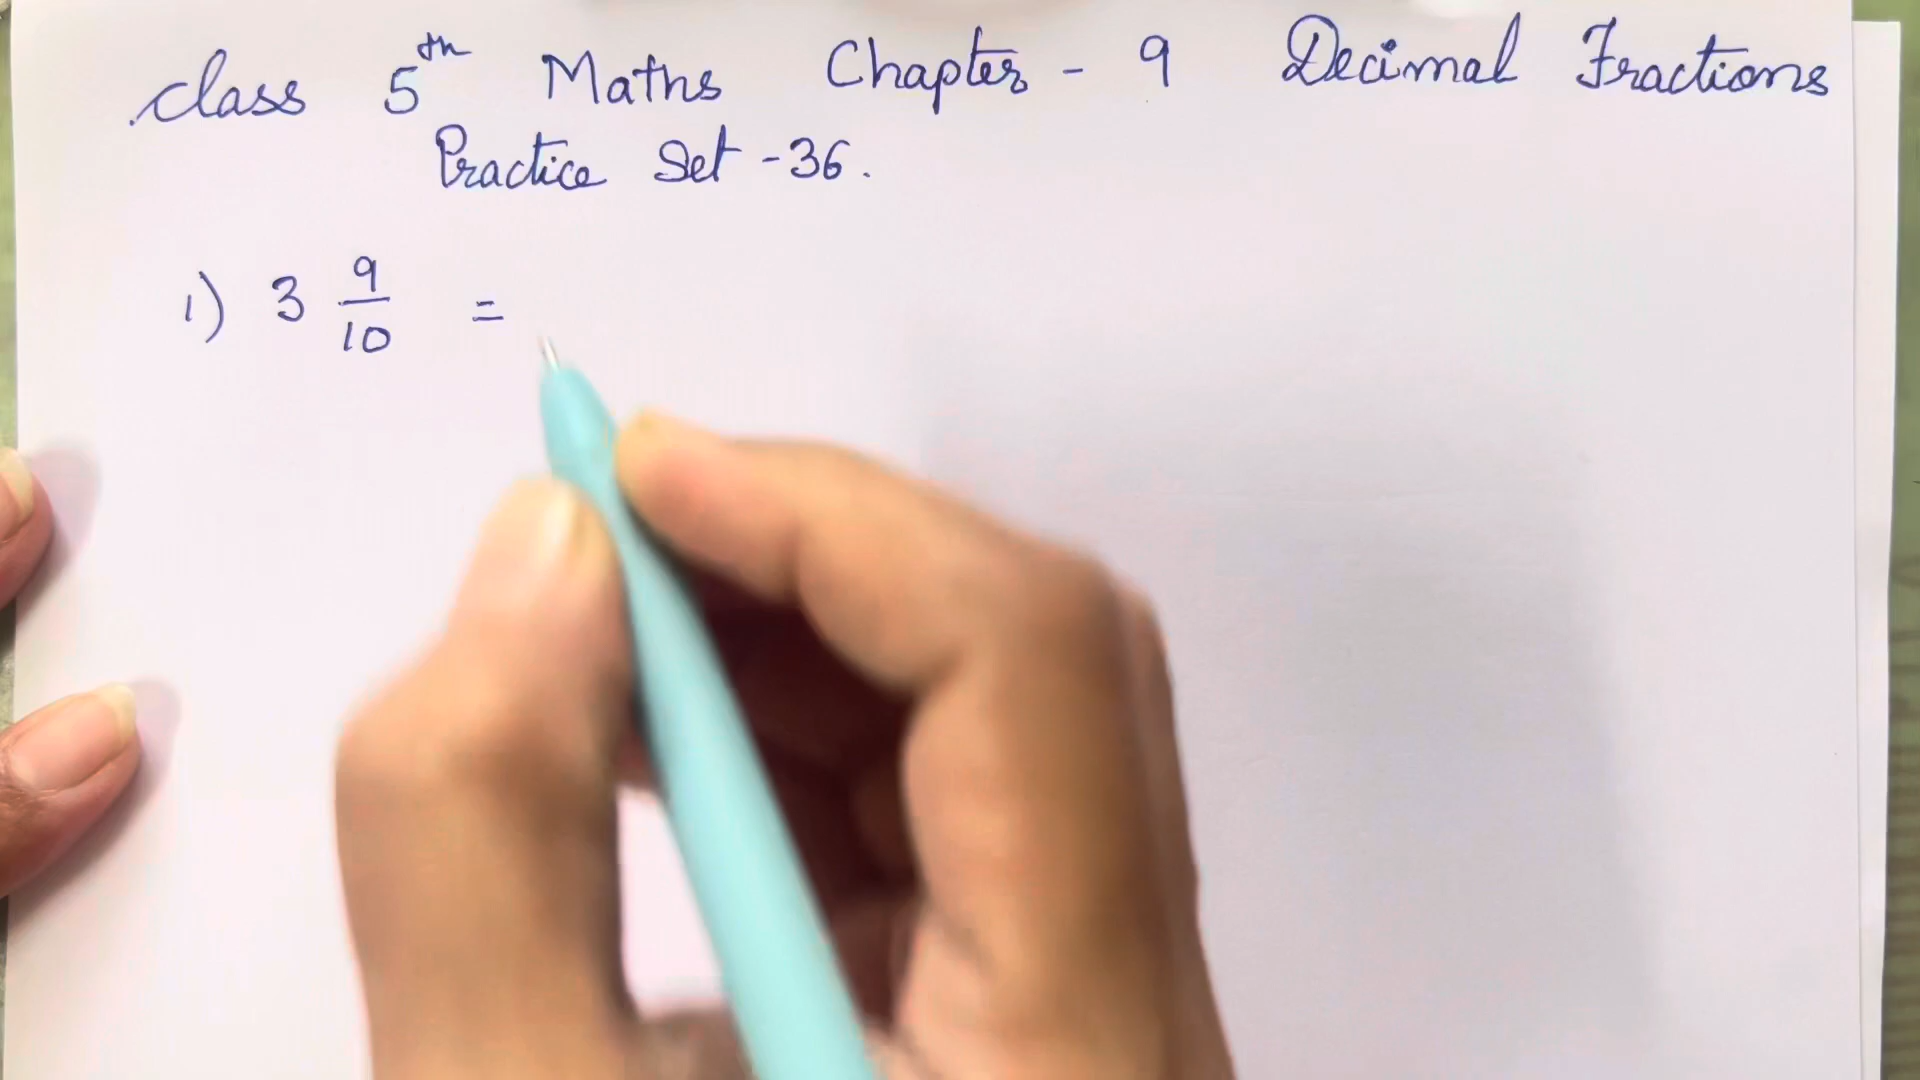 Class 5th Maths Chapter - 9 Decimal Fractions
Practice Set - 36.
1) 3 9/10 =